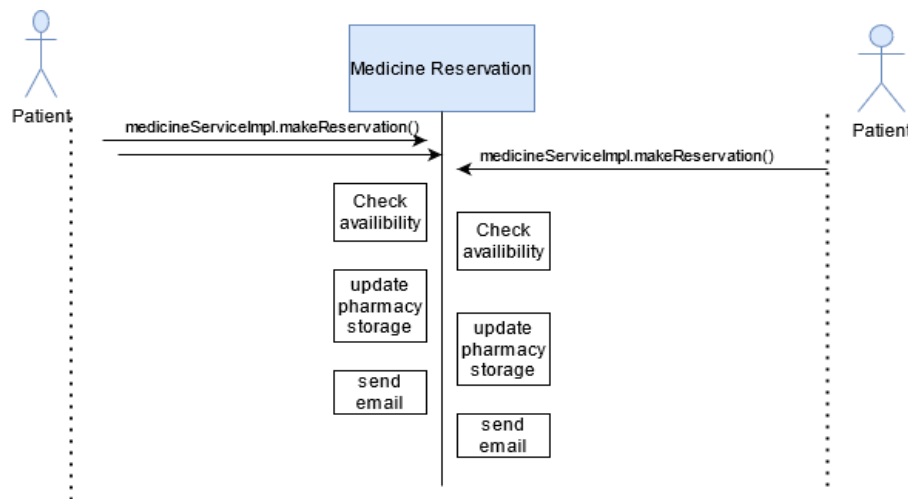 Medicine Reservation
Patient
Patient
medicineServiceImpl.makeReservation()
medicineServiceImpl.makeReservation()
Check
availibility
Check
availibility
update
pharmacy
storage
update
pharmacy
storage
send
email
send
email